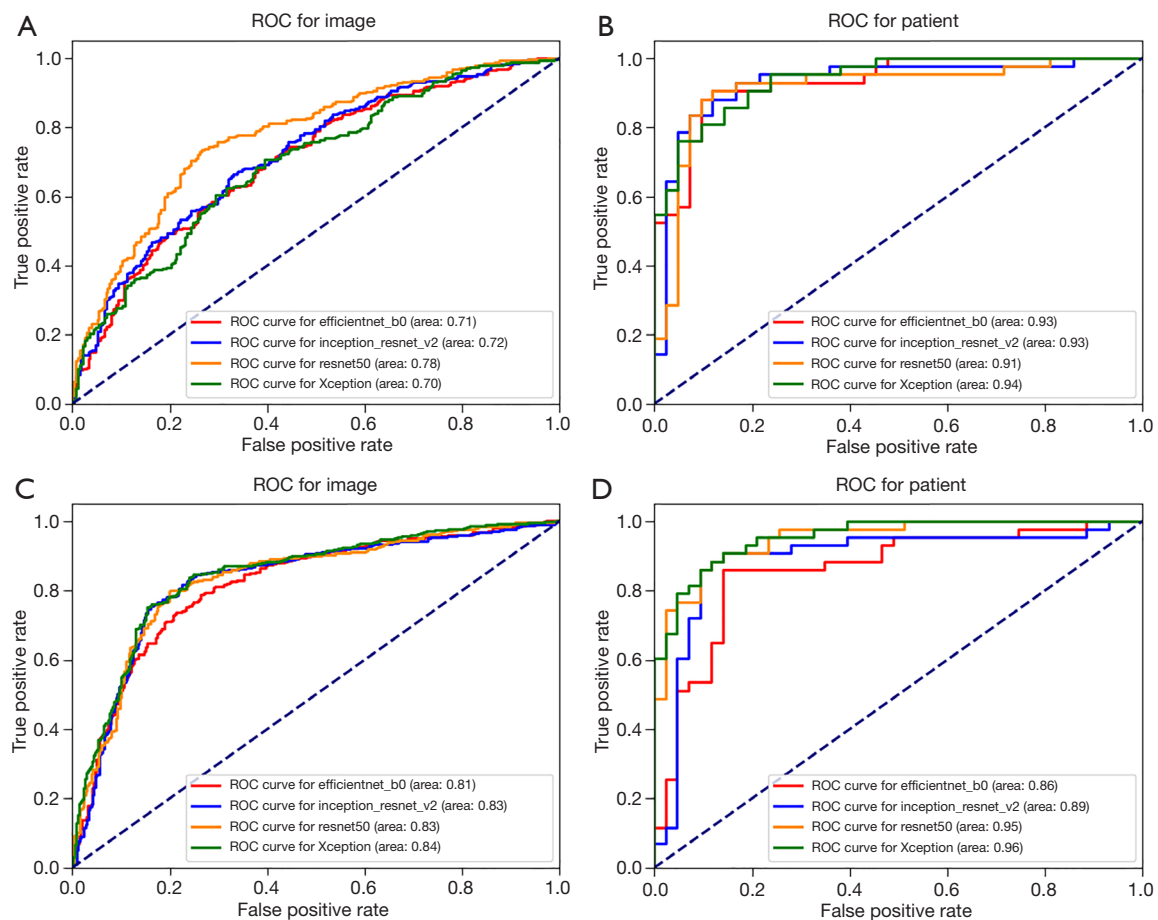 A
ROC for image
True positive rate
1.0
0.8
0.6
0.4
0.2
0.0
ROC curve for efficientnet_b0 (area: 0.71)
ROC curve for inception_resnet_v2 (area: 0.72)
ROC curve for resnet50 (area: 0.78)
ROC curve for Xception (area: 0.70)
0.0 0.2 0.4 0.6 0.8 1.0
False positive rate
B
ROC for patient
True positive rate
1.0
0.8
0.6
0.4
0.2
0.0
ROC curve for efficientnet_b0 (area: 0.93)
ROC curve for inception_resnet_v2 (area: 0.93)
ROC curve for resnet50 (area: 0.91)
ROC curve for Xception (area: 0.94)
0.0 0.2 0.4 0.6 0.8 1.0
False positive rate
C
ROC for image
True positive rate
1.0
0.8
0.6
0.4
0.2
0.0
ROC curve for efficientnet_b0 (area: 0.81)
ROC curve for inception_resnet_v2 (area: 0.83)
ROC curve for resnet50 (area: 0.83)
ROC curve for Xception (area: 0.84)
0.0 0.2 0.4 0.6 0.8 1.0
False positive rate
D
ROC for patient
True positive rate
1.0
0.8
0.6
0.4
0.2
0.0
ROC curve for efficientnet_b0 (area: 0.86)
ROC curve for inception_resnet_v2 (area: 0.89)
ROC curve for resnet50 (area: 0.95)
ROC curve for Xception (area: 0.96)
0.0 0.2 0.4 0.6 0.8 1.0
False positive rate